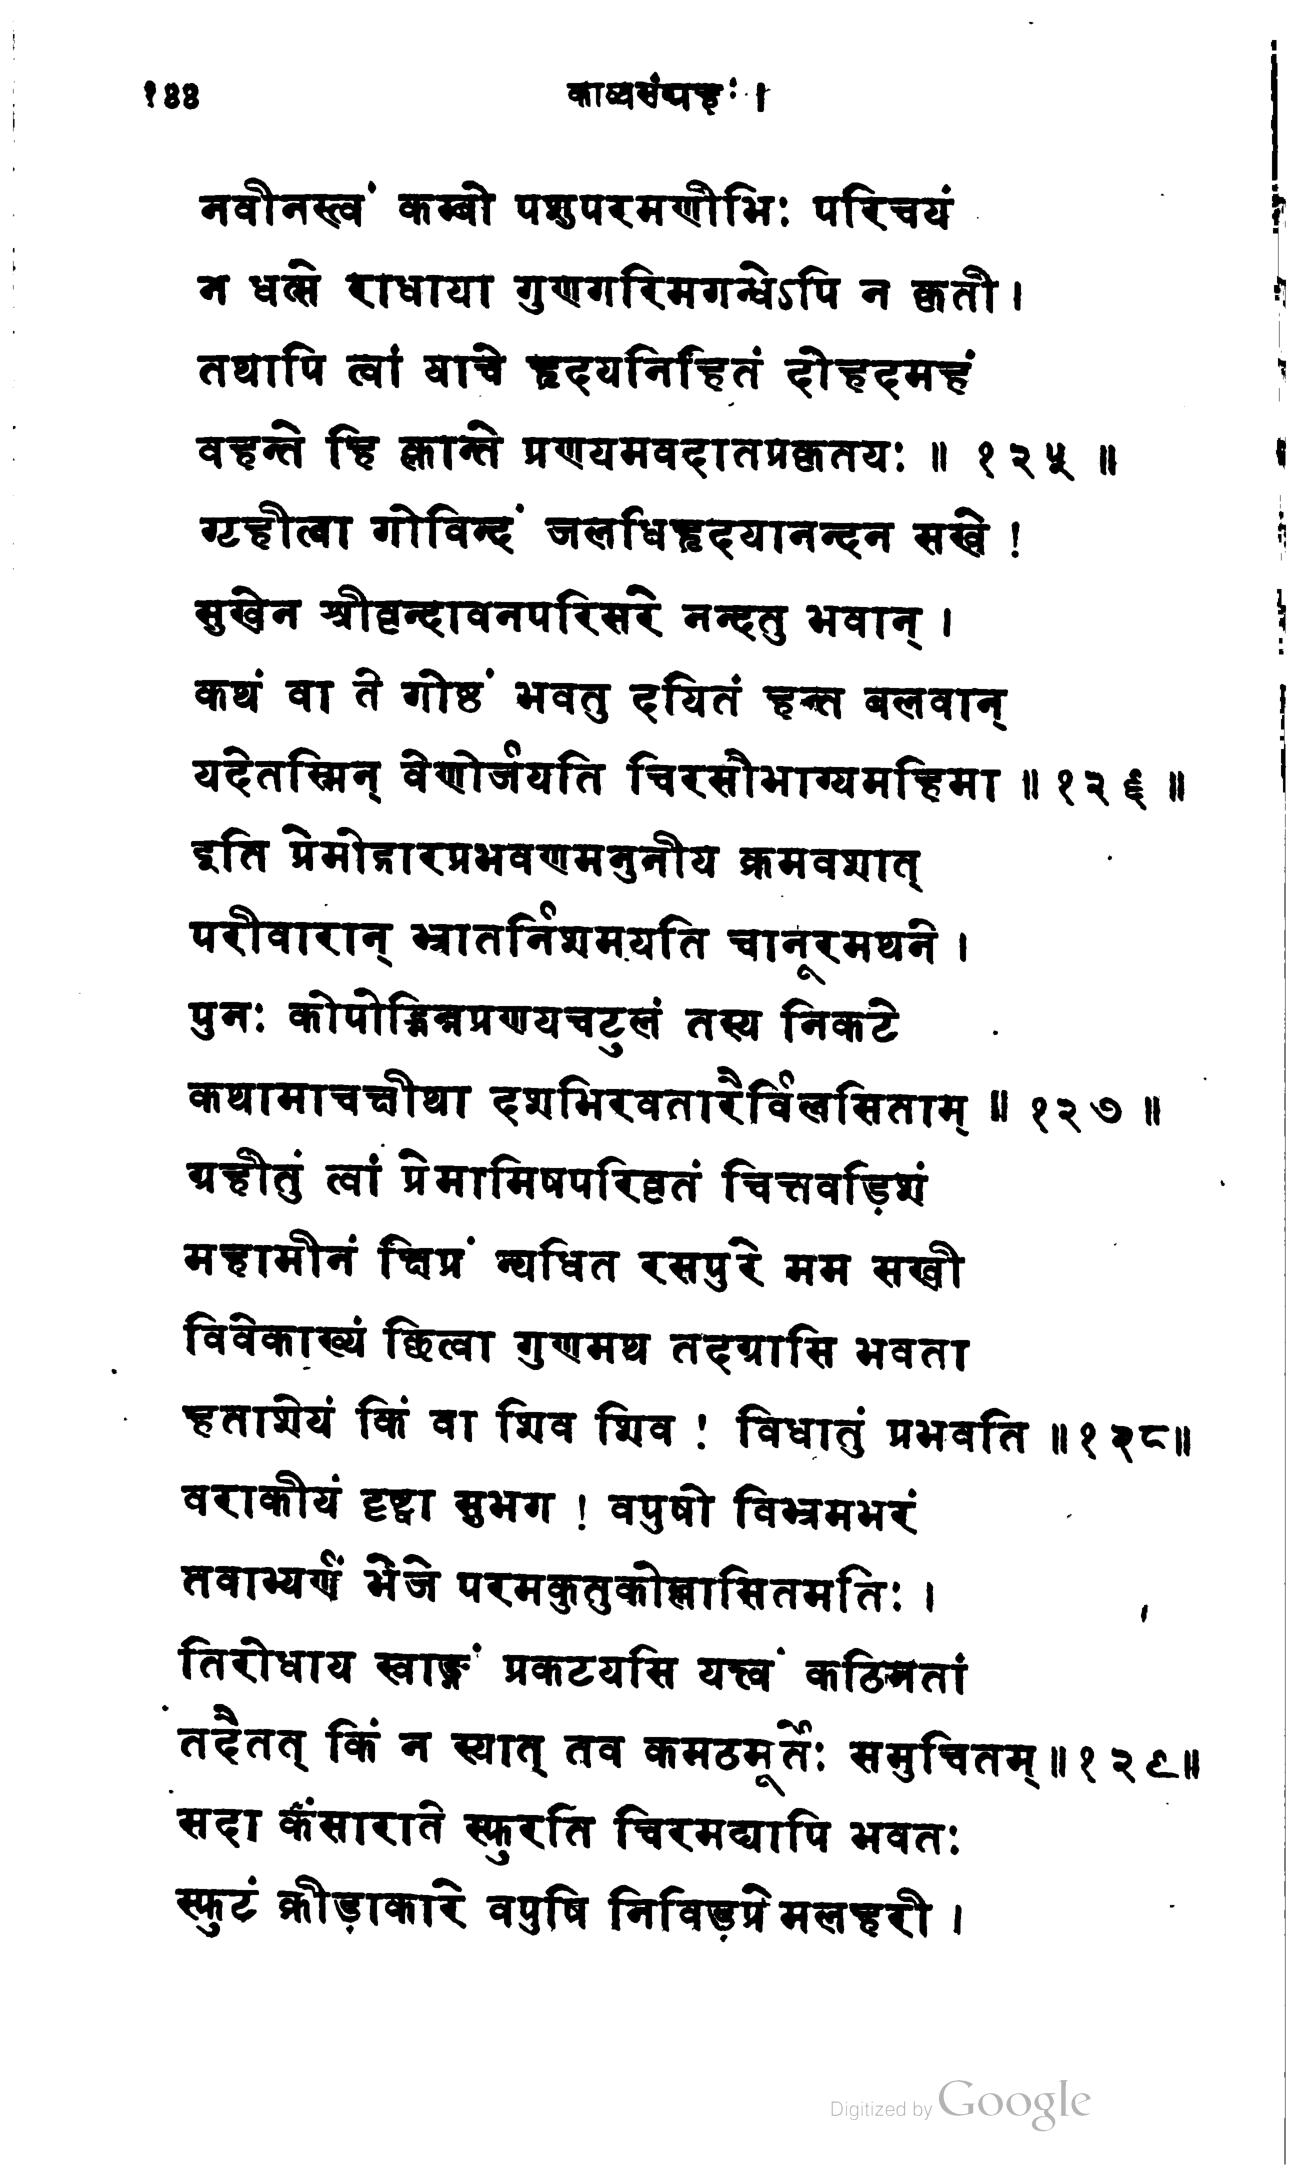 १४४
काव्यसंग्रहः ।
नवीनस्त्वं कम्बो पशुपरमणीभिः परिचयं
न धत्से राधाया गुणगरिमगन्धेऽपि न कृती ।
तथापि त्वां याचे हृदयनिहितं दोहदमहं
वहन्ते हि क्लान्ते प्रणयमवदातप्रकृतयः ॥ १२५ ॥
गृहीत्वा गोविन्दं जलधिहृदयानन्दन सखे !
सुखेन श्रीवृन्दावनपरिसरे नन्दतु भवान् ।
कथं वा ते गोष्ठं भवतु दयितं हन्त बलवान्
यदेतस्मिन् वेणोर्जयति चिरसौभाग्यमहिमा ॥ १२६ ॥
इति प्रेमोद्गारप्रभवणमनुनीय क्रमवशात्
परीवारान् भ्रातर्निशमयति चानूरमथने ।
पुनः कोपोद्भिन्नप्रणयचटुलं तस्य निकटे
कथामाचक्षीथा दशभिरवतारैर्विलसिताम् ॥ १२७ ॥
ग्रहीतुं त्वां प्रेमामिषपरिवृतं चित्तवड़िशं
महामीनं क्षिप्रं न्यधित रसपुरे मम सखी
विवेकाख्यं छित्वा गुणमथ तदग्रासि भवता
हताशेयं किं वा शिव शिव ! विधातुं प्रभवति ॥ १२८॥
वराकीयं दृष्ट्वा सुभग ! वपुषो विभ्रमभरं
तवाभ्यर्णं भेजे परमकुतुकोल्लासितमतिः ।
तिरोधाय स्वाङ्गं प्रकटयसि यत्त्वं कठिनतां
तदैतत् किं न स्यात् तव कमठमूर्तेः समुचितम् ॥ १२९॥
सदा कंसाराते स्फुरति चिरमद्यापि भवतः
स्फुटं क्रीड़ाकारे वपुषि निविड़प्रेमलहरी ।
Digitized by Google